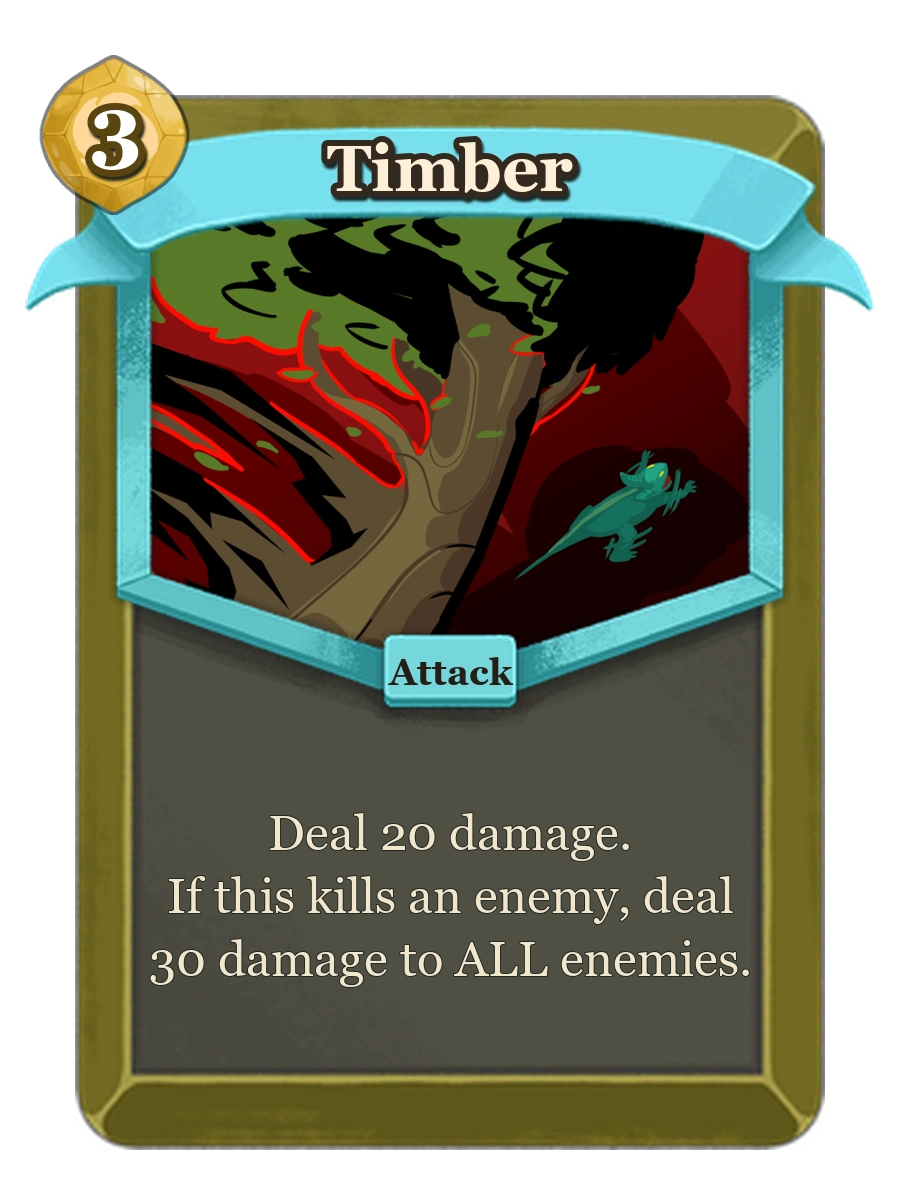 3
Timber
Attack
Deal 20 damage.
If this kills an enemy, deal
30 damage to ALL enemies.